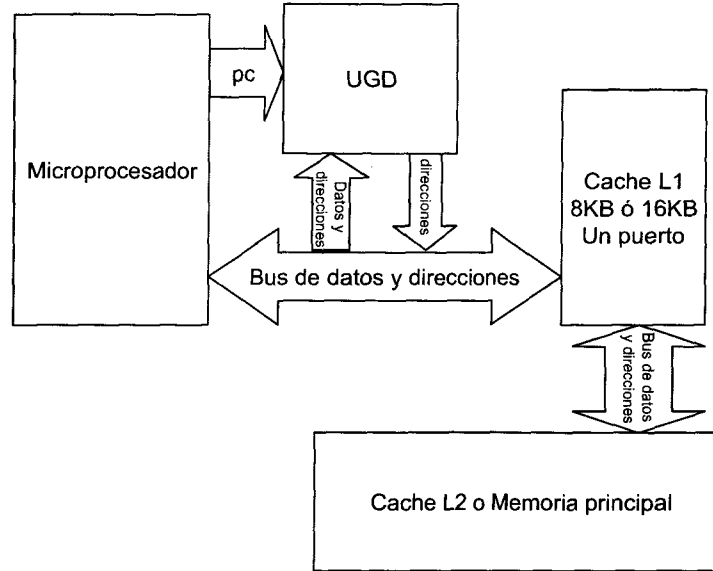 UGD
pc
Microprocesador
Datos y
direcciones
direcciones
Cache L1
8KB ó 16KB
Un puerto
Bus de datos y direcciones
Bus de datos
y direcciones
Cache L2 o Memoria principal